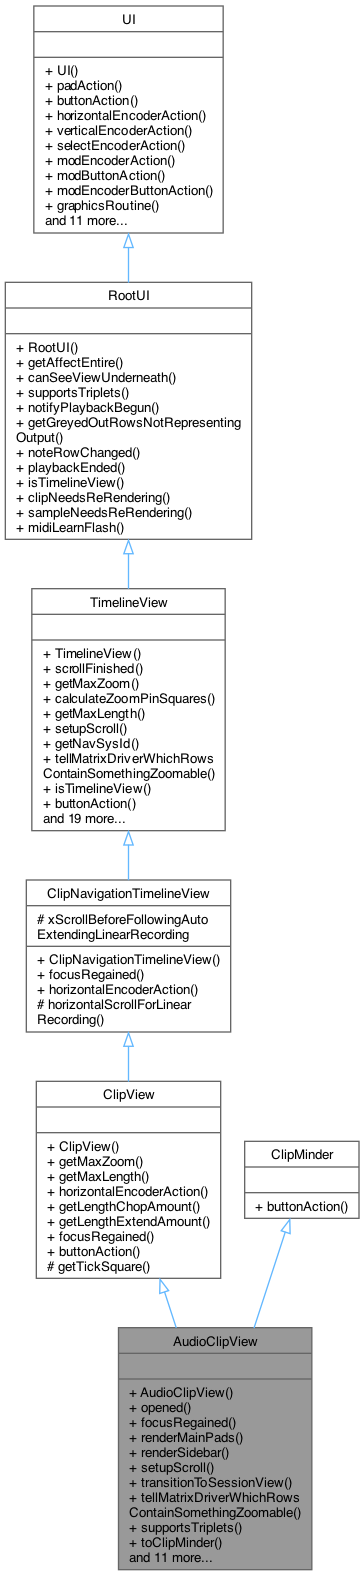 UI
+ UI()
+ padAction()
+ buttonAction()
+ horizontalEncoderAction()
+ verticalEncoderAction()
+ selectEncoderAction()
+ modEncoderAction()
+ modButtonAction()
+ modEncoderButtonAction()
+ graphicsRoutine()
and 11 more...
RootUI
+ RootUI()
+ getAffectEntire()
+ canSeeViewUnderneath()
+ supportsTriplets()
+ notifyPlaybackBegun()
+ getGreyedOutRowsNotRepresenting
Output()
+ noteRowChanged()
+ playbackEnded()
+ isTimelineView()
+ clipNeedsReRendering()
+ sampleNeedsReRendering()
+ midiLearnFlash()
TimelineView
+ TimelineView()
+ scrollFinished()
+ getMaxZoom()
+ calculateZoomPinSquares()
+ getMaxLength()
+ setupScroll()
+ getNavSysId()
+ tellMatrixDriverWhichRows
ContainSomethingZoomable()
+ isTimelineView()
+ buttonAction()
and 19 more...
ClipNavigationTimelineView
# xScrollBeforeFollowingAuto
ExtendingLinearRecording
+ ClipNavigationTimelineView()
+ focusRegained()
+ horizontalEncoderAction()
# horizontalScrollForLinear
Recording()
ClipView
+ ClipView()
+ getMaxZoom()
+ getMaxLength()
+ horizontalEncoderAction()
+ getLengthChopAmount()
+ getLengthExtendAmount()
+ focusRegained()
+ buttonAction()
# getTickSquare()
ClipMinder
+ buttonAction()
AudioClipView
+ AudioClipView()
+ opened()
+ focusRegained()
+ renderMainPads()
+ renderSidebar()
+ setupScroll()
+ transitionToSessionView()
+ tellMatrixDriverWhichRows
ContainSomethingZoomable()
+ supportsTriplets()
+ toClipMinder()
and 11 more...